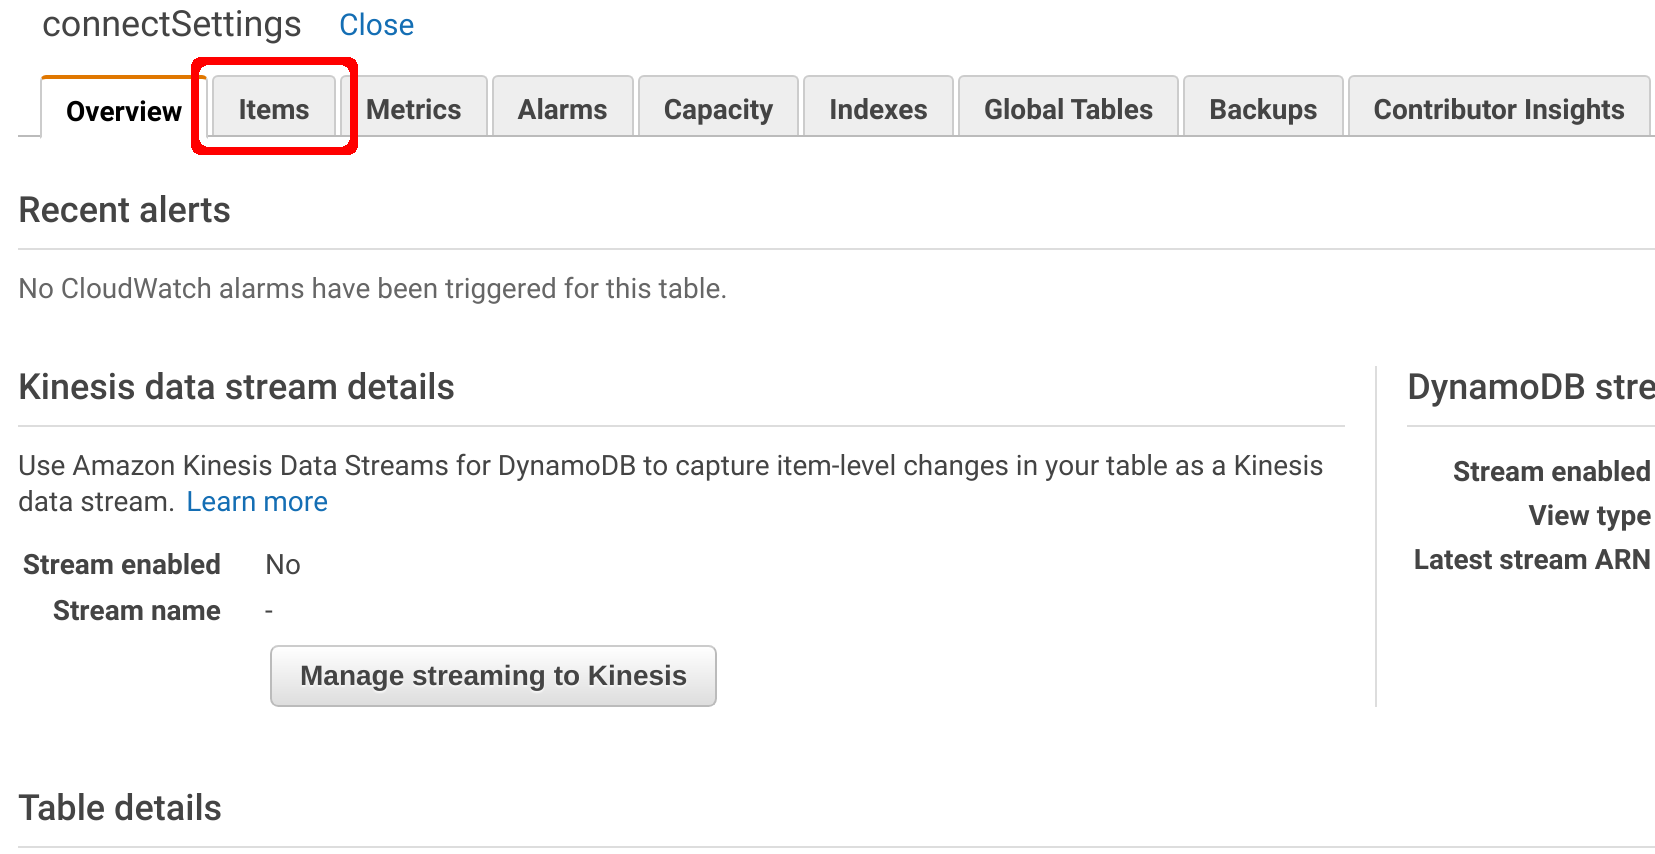 connectSettings Close
Overview Items Metrics Alarms Capacity Indexes Global Tables Backups Contributor Insights
Recent alerts
No CloudWatch alarms have been triggered for this table.
Kinesis data stream details
Use Amazon Kinesis Data Streams for DynamoDB to capture item-level changes in your table as a Kinesis
data stream. Learn more
Stream enabled No
Stream name -
Manage streaming to Kinesis
DynamoDB stre
Stream enabled
View type
Latest stream ARN
Table details